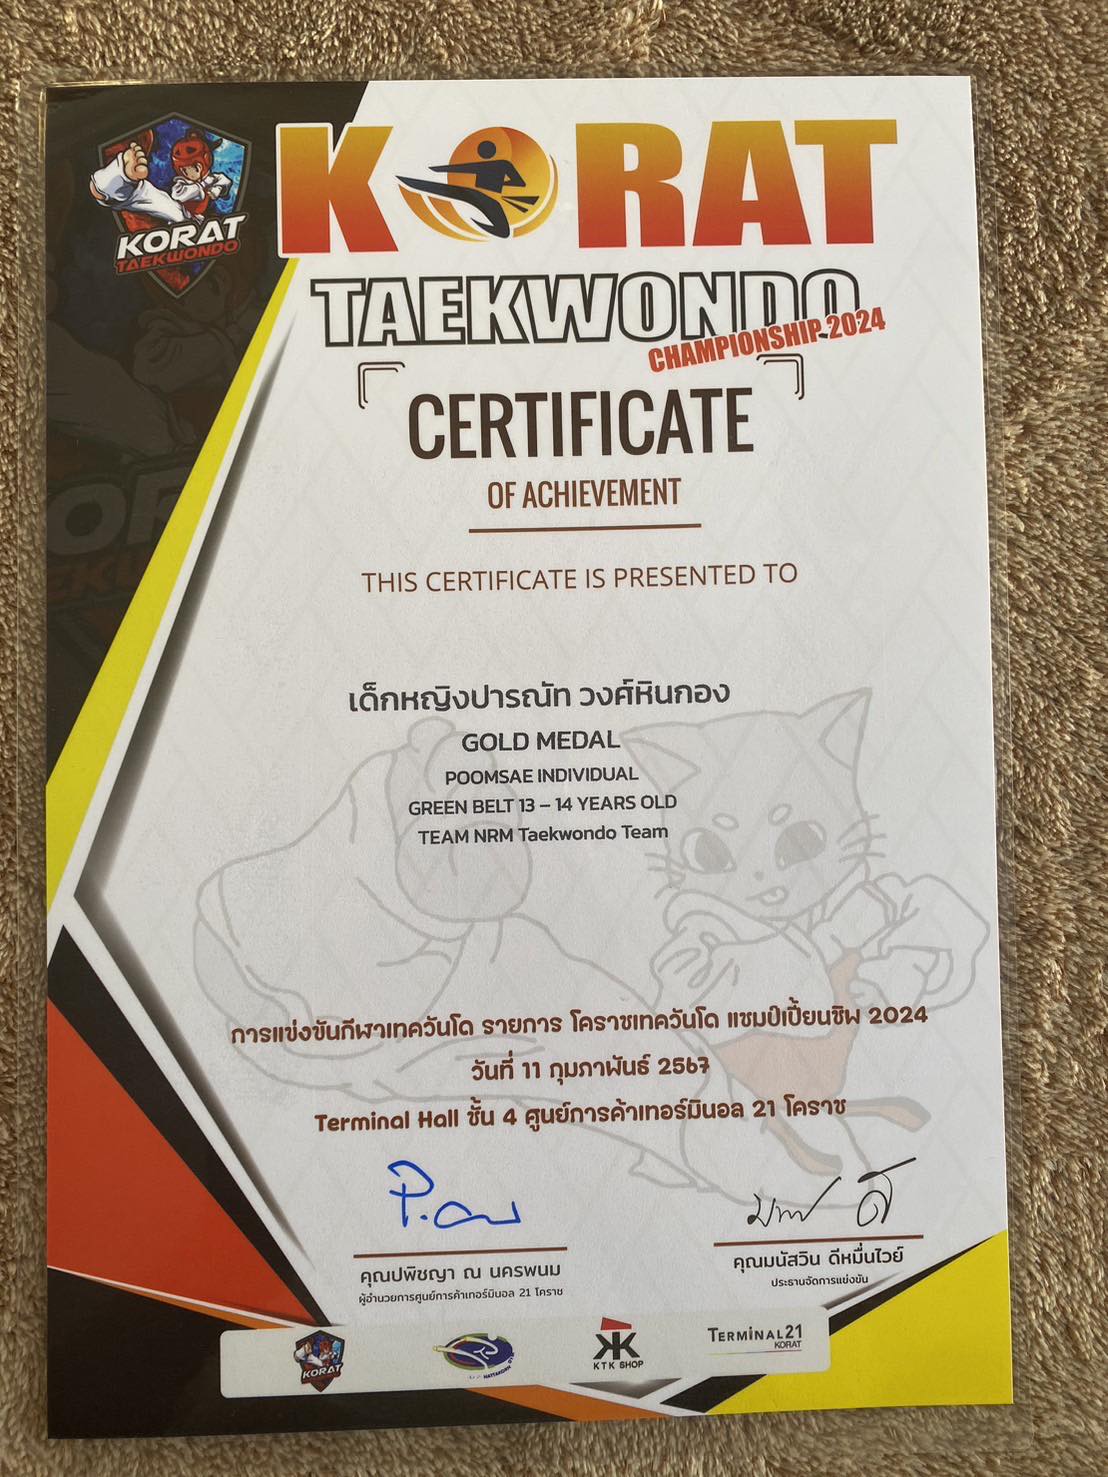 KORAT
TAEKWONDO
KORAT
TAEKWONDO
CHAMPIONSHIP 2024
CERTIFICATE
OF ACHIEVEMENT
THIS CERTIFICATE IS PRESENTED TO
เด็กหญิงปารณัท วงศ์หินกอง
GOLD MEDAL
POOMSAE INDIVIDUAL
GREEN BELT 13 – 14 YEARS OLD
TEAM NRM Taekwondo Team
การแข่งขันกีฬาเทควันโด รายการ โคราชเทควันโด แชมป์เปี้ยนชิพ 2024
วันที่ 11 กุมภาพันธ์ 2567
Terminal Hall ชั้น 4 ศูนย์การค้าเทอร์มินอล 21 โคราช
คุณปพิชญา ณ นครพนม
ผู้อำนวยการศูนย์การค้าเทอร์มินอล 21 โคราช
คุณมนัสวิน ดีหมื่นไวย์
ประธานจัดการแข่งขัน
KORAT
KTK SHOP
TERMINAL21
KORAT